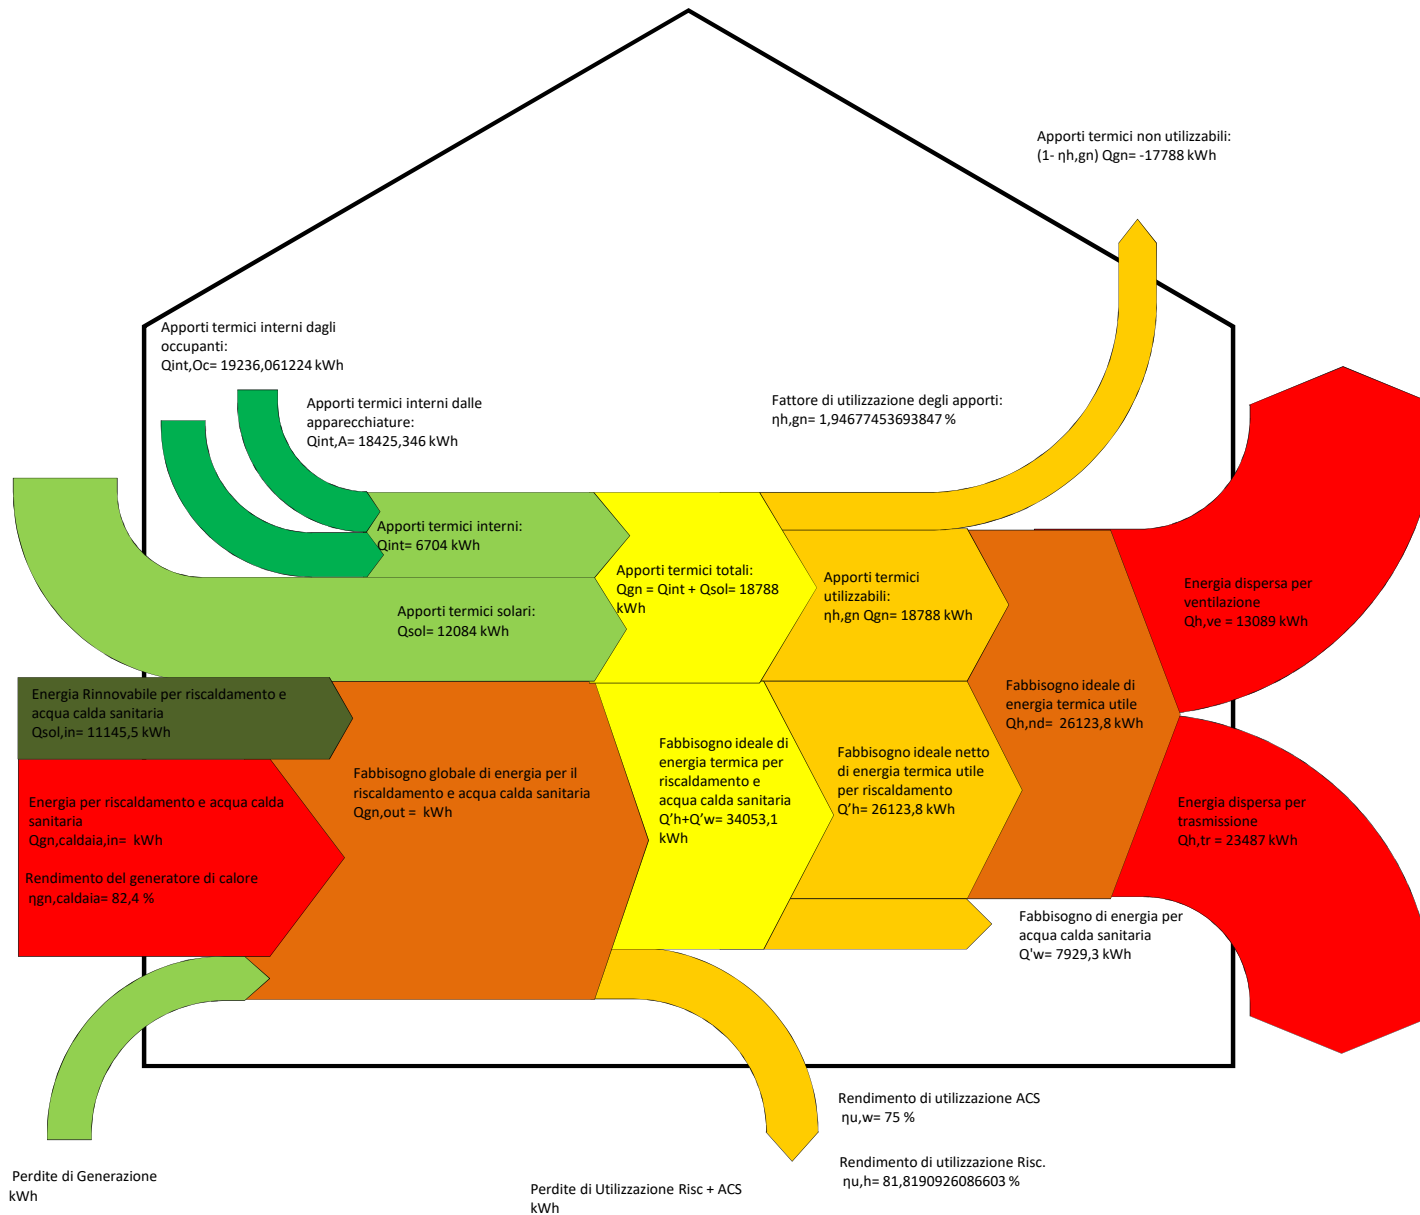 Apporti termici non utilizzabili:
(1- ηh,gn) Qgn= -17788 kWh
Apporti termici interni dagli
occupanti:
Qint,Oc= 19236,061224 kWh
Apporti termici interni dalle
apparecchiature:
Qint,A= 18425,346 kWh
Fattore di utilizzazione degli apporti:
ηh,gn= 1,94677453693847 %
Apporti termici interni:
Qint= 6704 kWh
Apporti termici totali:
Qgn = Qint + Qsol= 18788
kWh
Apporti termici
utilizzabili:
ηh,gn Qgn= 18788 kWh
Energia dispersa per
ventilazione
Qh,ve = 13089 kWh
Apporti termici solari:
Qsol= 12084 kWh
Energia Rinnovabile per riscaldamento e
acqua calda sanitaria
Qsol,in= 11145,5 kWh
Fabbisogno ideale di
energia termica utile
Qh,nd=  26123,8 kWh
Fabbisogno globale di energia per il
riscaldamento e acqua calda sanitaria
Qgn,out =  kWh
Fabbisogno ideale di
energia termica per
riscaldamento e
acqua calda sanitaria
Q’h+Q’w= 34053,1
kWh
Fabbisogno ideale netto
di energia termica utile
per riscaldamento
Q’h= 26123,8 kWh
Energia per riscaldamento e acqua calda
sanitaria
Qgn,caldaia,in=  kWh
Energia dispersa per
trasmissione
Qh,tr = 23487 kWh
Rendimento del generatore di calore
ηgn,caldaia= 82,4 %
Fabbisogno di energia per
acqua calda sanitaria
Q'w= 7929,3 kWh
Rendimento di utilizzazione ACS
ηu,w= 75 %
Rendimento di utilizzazione Risc.
ηu,h= 81,8190926086603 %
Perdite di Generazione
kWh
Perdite di Utilizzazione Risc + ACS
kWh